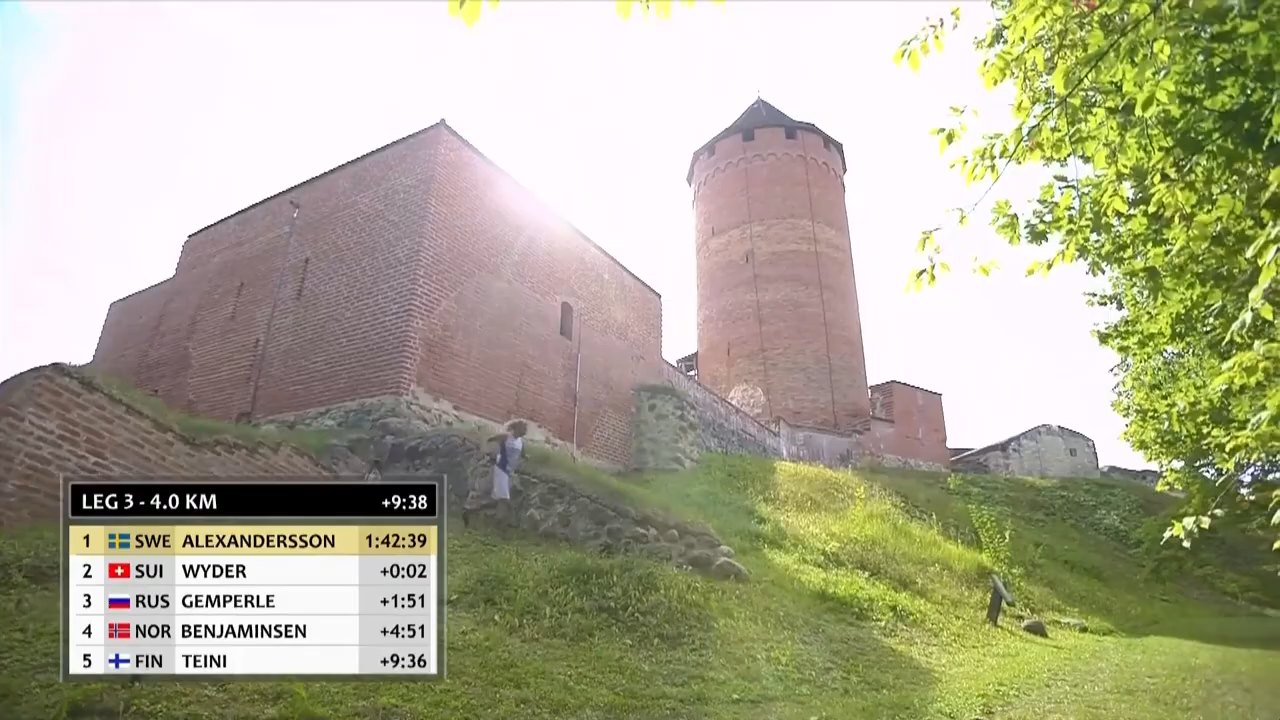 LEG 3 - 4.0 KM +9:38
1 SWE ALEXANDERSSON 1:42:39
2 SUI WYDER +0:02
3 RUS GEMPERLE +1:51
4 NOR BENJAMINSEN +4:51
5 FIN TEINI +9:36